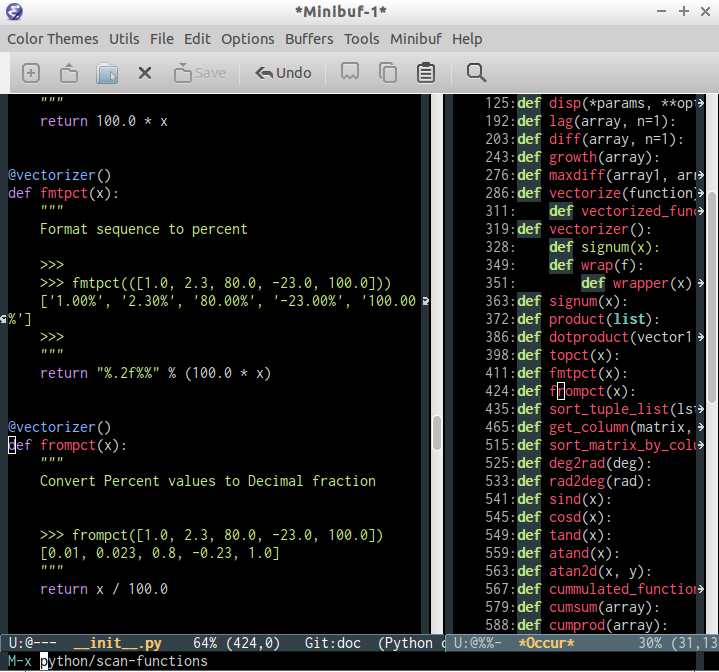 *Minibuf-1*
Color Themes Utils File Edit Options Buffers Tools Minibuf Help
Save Undo
"""
return 100.0 * x
@vectorizer()
def fmtpct(x):
"""
Format sequence to percent
>>>
>>> fmtpct(([1.0, 2.3, 80.0, -23.0, 100.0]))
['1.00%', '2.30%', '80.00%', '-23.00%', '100.00
%']
>>>
"""
return "%.2f%%" % (100.0 * x)
@vectorizer()
def frompct(x):
"""
Convert Percent values to Decimal fraction
>>> frompct([1.0, 2.3, 80.0, -23.0, 100.0])
[0.01, 0.023, 0.8, -0.23, 1.0]
"""
return x / 100.0
U:@--- __init__.py 64% (424,0) Git:doc (Python
125:def disp(*params, **op
192:def lag(array, n=1):
203:def diff(array, n=1):
243:def growth(array):
276:def maxdiff(array1, ar
286:def vectorize(function)
311: def vectorized_func
319:def vectorizer():
328: def signum(x):
349: def wrap(f):
351: def wrapper(x)
363:def signum(x):
372:def product(list):
386:def dotproduct(vector1
398:def topct(x):
411:def fmtpct(x):
424:def frompct(x):
435:def sort_tuple_list(ls
465:def get_column(matrix,
515:def sort_matrix_by_colu
525:def deg2rad(deg):
533:def rad2deg(rad):
541:def sind(x):
545:def cosd(x):
549:def tand(x):
559:def atand(x):
563:def atan2d(x, y):
567:def cummulated_function
579:def cumsum(array):
588:def cumprod(array):
U:@%%- *Occur* 30% (31,13
M-x python/scan-functions